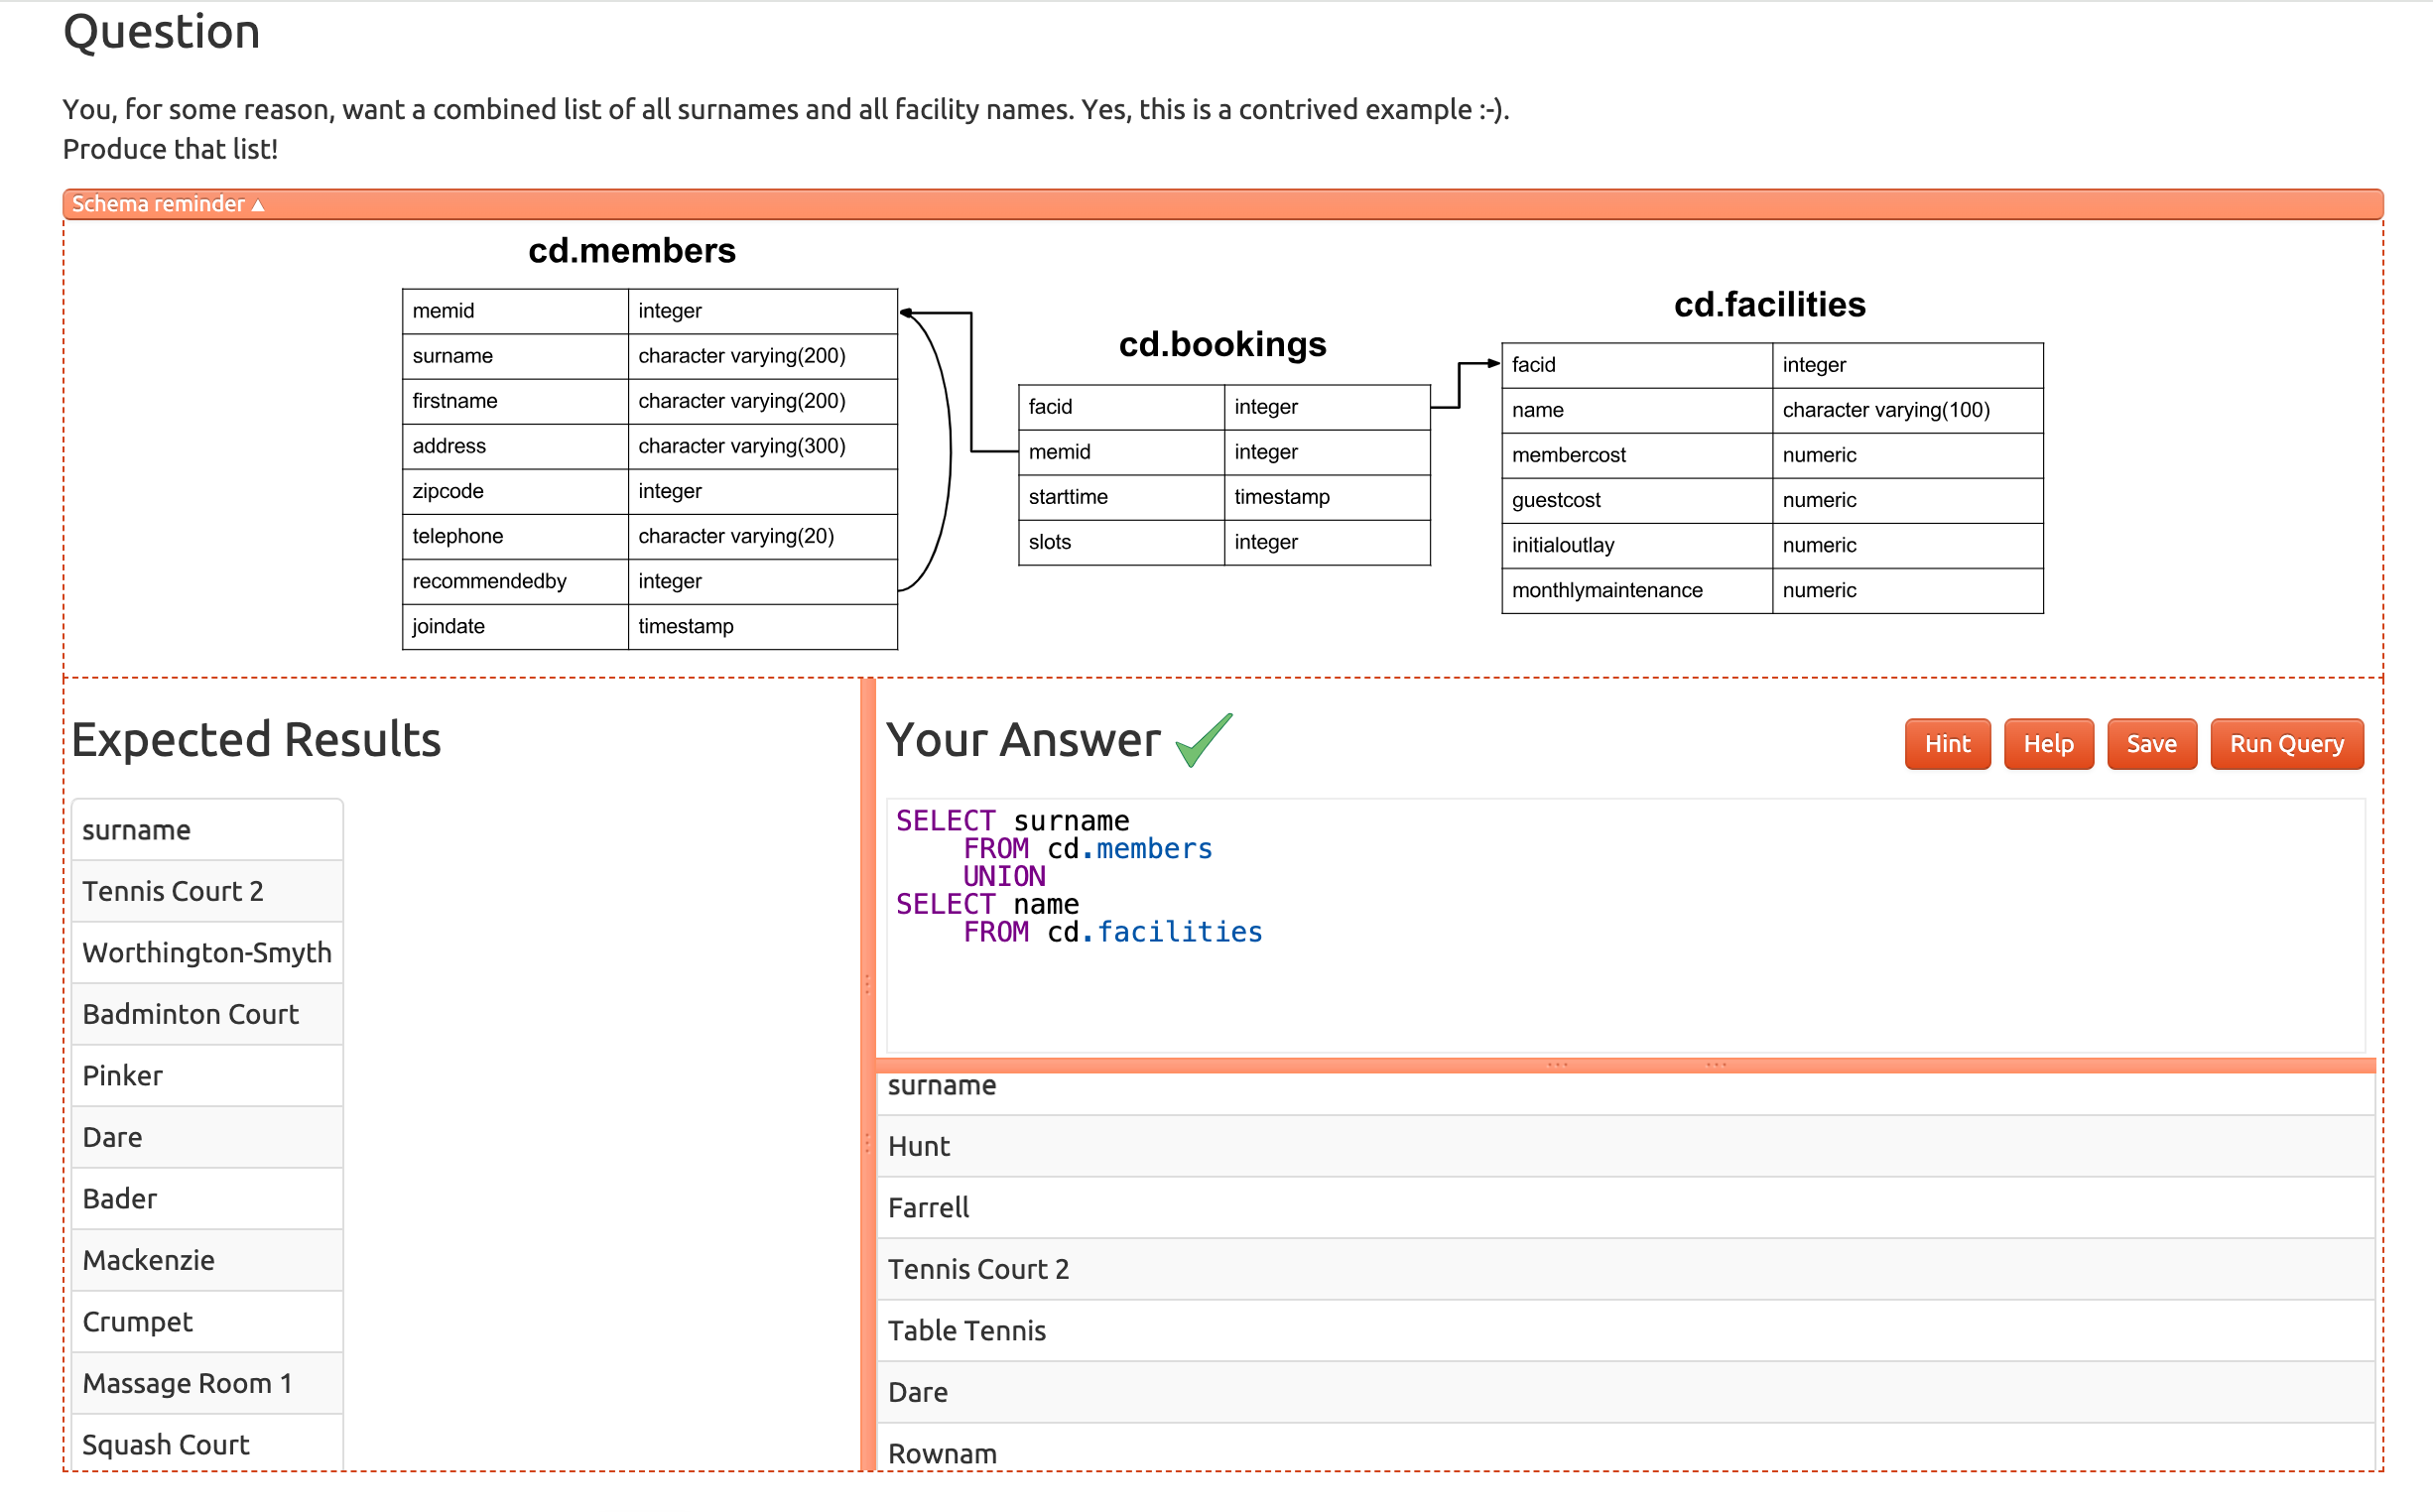 Question
You, for some reason, want a combined list of all surnames and all facility names. Yes, this is a contrived example :-).
Produce that list!
Schema reminder ▲
cd.members
memid integer
surname character varying(200)
firstname character varying(200)
address character varying(300)
zipcode integer
telephone character varying(20)
recommendedby integer
joindate timestamp
cd.bookings
facid integer
memid integer
starttime timestamp
slots integer
cd.facilities
facid integer
name character varying(100)
membercost numeric
guestcost numeric
initialoutlay numeric
monthlymaintenance numeric
Expected Results
surname
Tennis Court 2
Worthington-Smyth
Badminton Court
Pinker
Dare
Bader
Mackenzie
Crumpet
Massage Room 1
Squash Court
Your Answer
Hint Help Save Run Query
SELECT surname
FROM cd.members
UNION
SELECT name
FROM cd.facilities
surname
Hunt
Farrell
Tennis Court 2
Table Tennis
Dare
Rownam